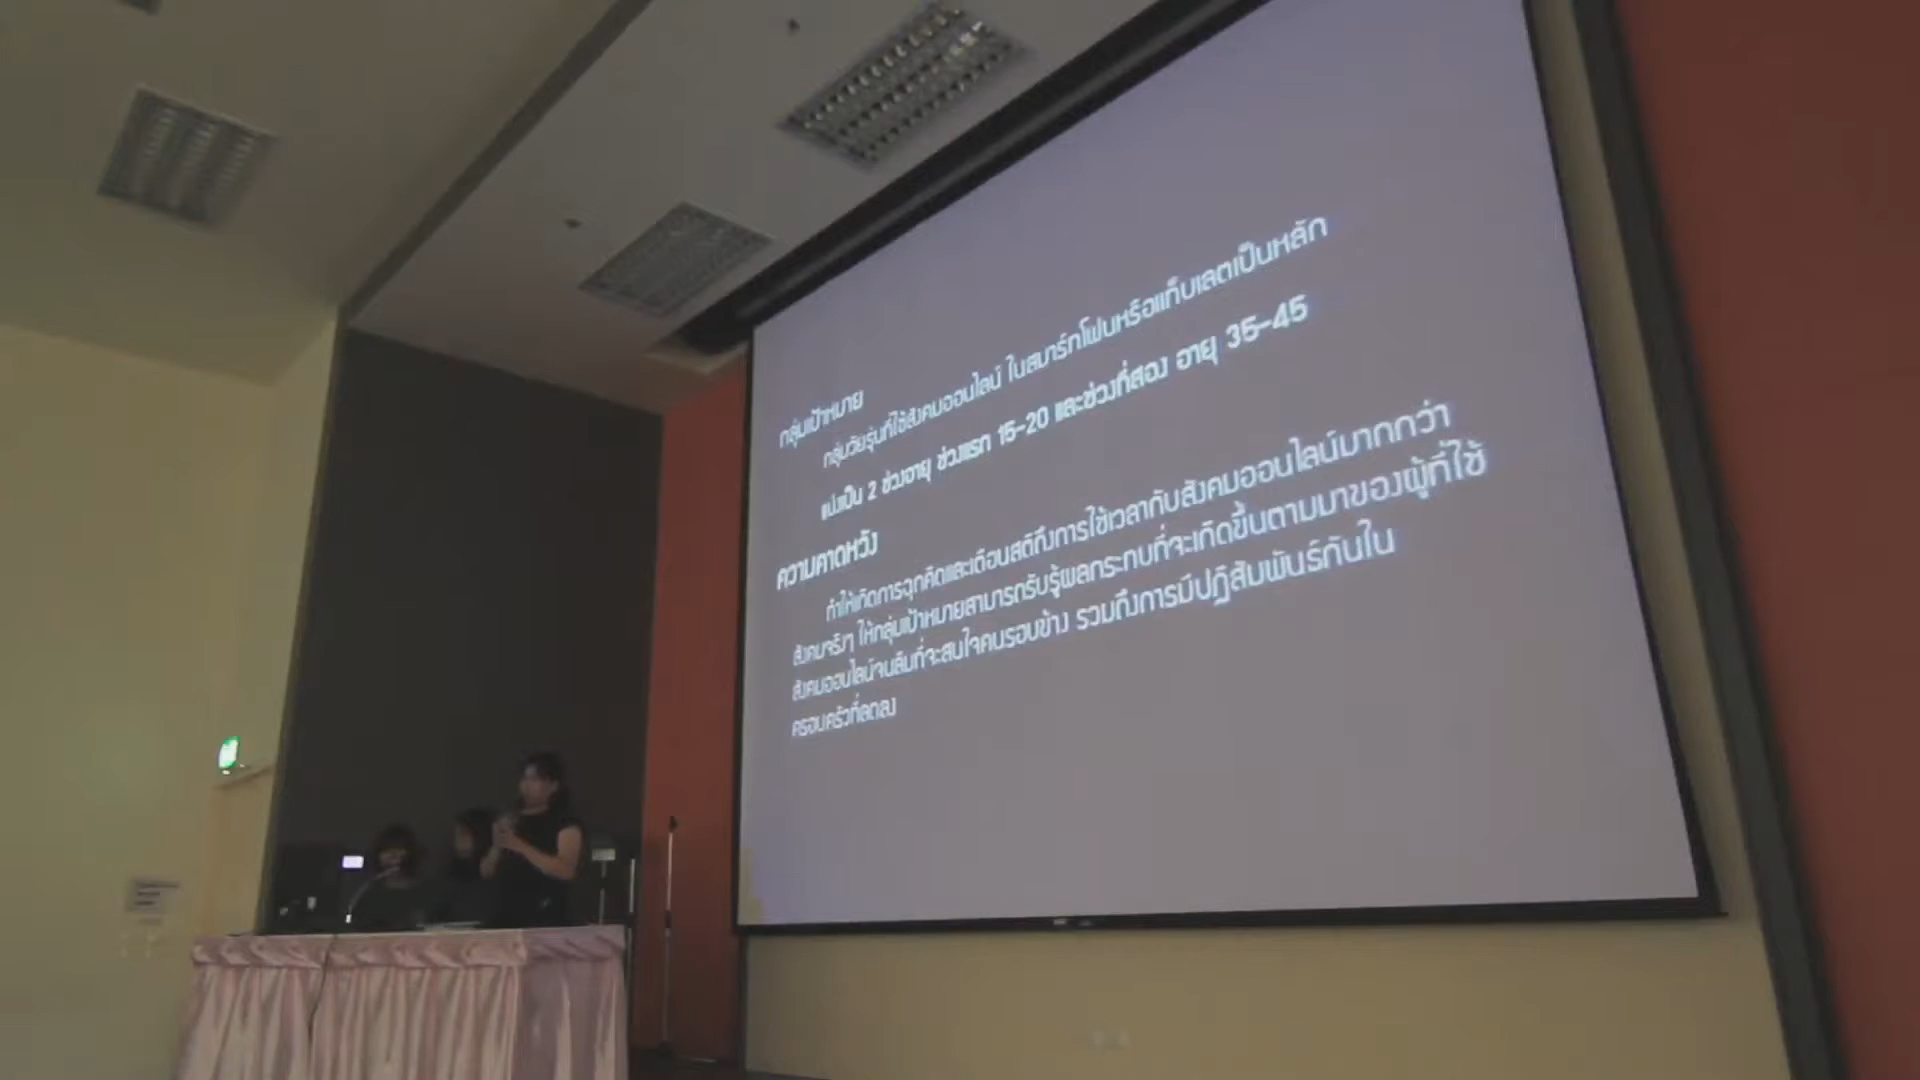 กลุ่มเป้าหมาย
กลุ่มวัยรุ่นที่ใช้สังคมออนไลน์ ในสมาร์ทโฟนหรือแท็บเลตเป็นหลัก
แบ่งเป็น 2 ช่วงอายุ ช่วงแรก 15-20 และช่วงที่สอง อายุ 35-45
ความคาดหวัง
ทำให้เกิดการฉุกคิดและเตือนสติถึงการใช้เวลากับสังคมออนไลน์มากกว่า
สังคมจริงๆ ให้กลุ่มเป้าหมายสามารถรับรู้ผลกระทบที่จะเกิดขึ้นตามมาของผู้ที่ใช้
สังคมออนไลน์จนลืมที่จะสนใจคนรอบข้าง รวมถึงการมีปฏิสัมพันธ์กันใน
ครอบครัวที่ลดลง